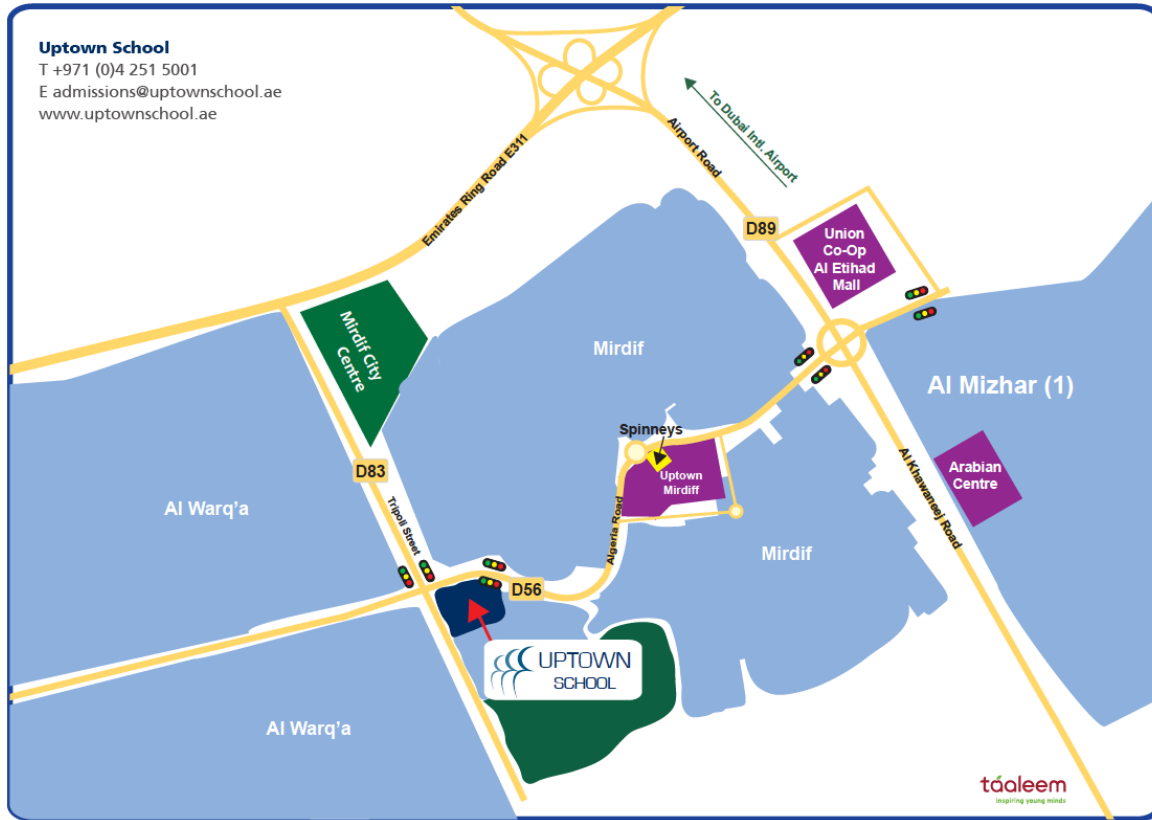 Uptown School
T +971 (0)4 251 5001
E admissions@uptownschool.ae
www.uptownschool.ae
Emirates Ring Road E311
Airport Road
To Dubai Intl. Airport
D89
Union
Co-Op
Al Etihad
Mall
Mirdif City
Centre
Mirdif
Al Mizhar (1)
Spinneys
Uptown
Mirdiff
Arabian
Centre
Al Khawaneej Road
D83
Al Warq'a
Tripoli Street
Algeria Road
Mirdif
D56
UPTOWN
SCHOOL
Al Warq'a
taaleem
inspiring young minds